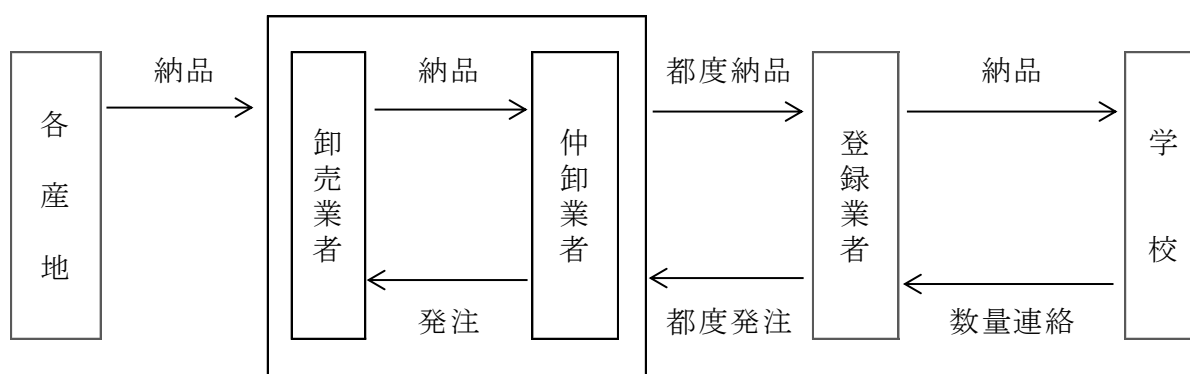 納品
納品
都度納品
納品
各産地
卸売業者
仲卸業者
登録業者
学校
発注
都度発注
数量連絡